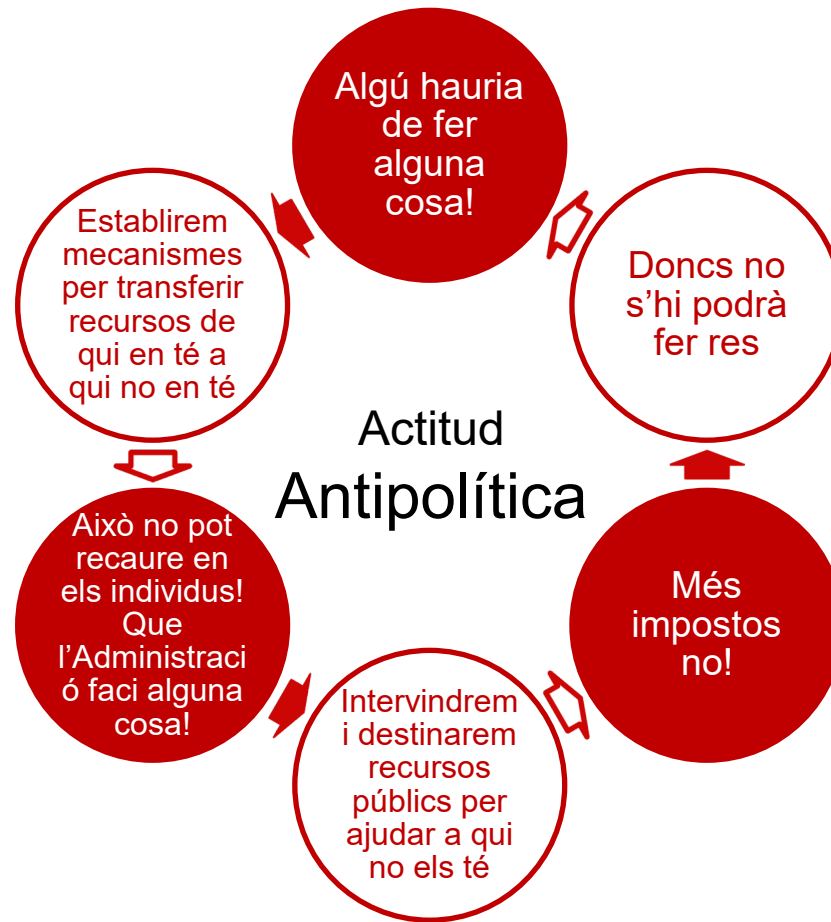 Algú hauria
de fer
alguna
cosa!
Establirem
mecanismes
per transferir
recursos de
qui en té a
qui no en té
Això no pot
recaure en
els individus!
Que
l'Administraci
ó faci alguna
cosa!
Intervindrem
i destinarem
recursos
públics per
ajudar a qui
no els té
Més
impostos
no!
Doncs no
s'hi podrà
fer res
Actitud
Antipolítica